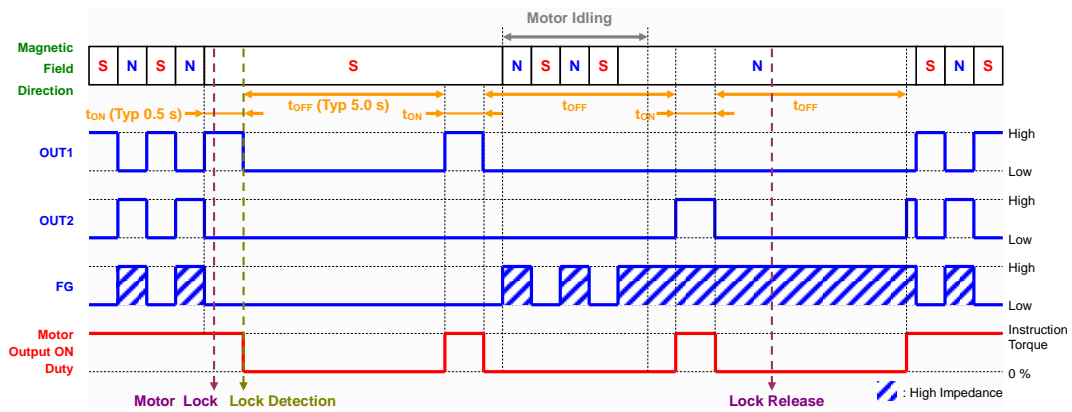 Motor Idling
Magnetic
Field
Direction
S N S N S N S N S N S N S
tON (Typ 0.5 s)
tOFF (Typ 5.0 s)
tON
tOFF
tON
tOFF
OUT1
High
Low
OUT2
High
Low
FG
High
Low
Motor
Output ON
Duty
Instruction
Torque
0 %
: High Impedance
Motor Lock
Lock Detection
Lock Release